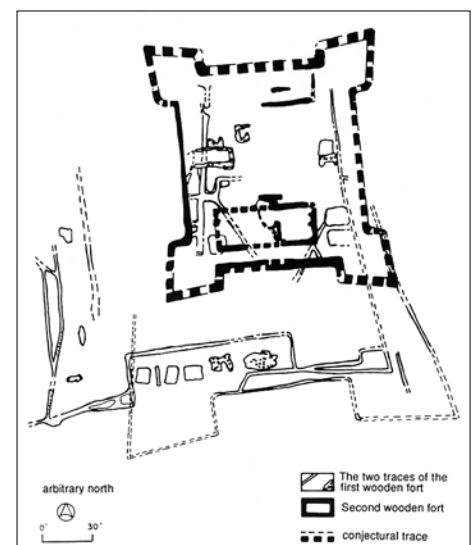 arbitrary north
0' 30'
The two traces of the
first wooden fort
Second wooden fort
conjectural trace